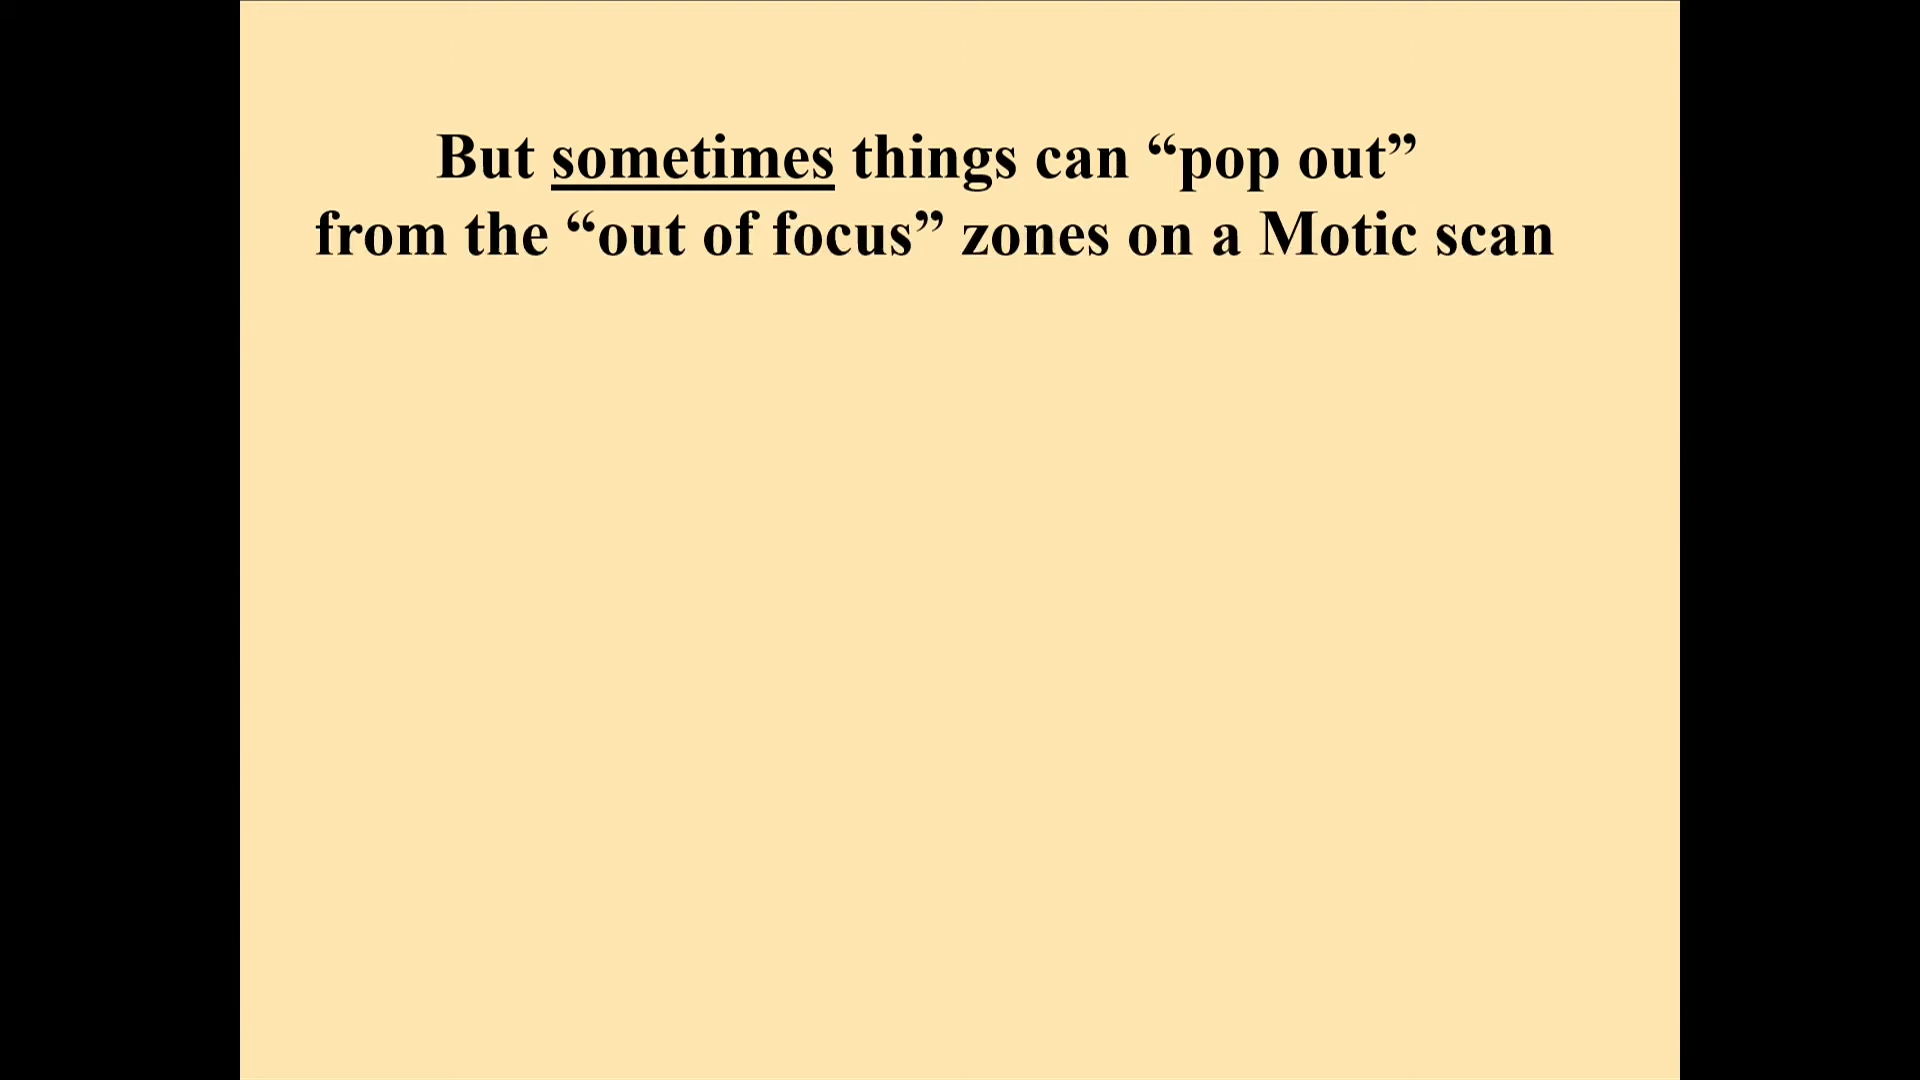 But sometimes things can “pop out”
from the “out of focus” zones on a Motic scan